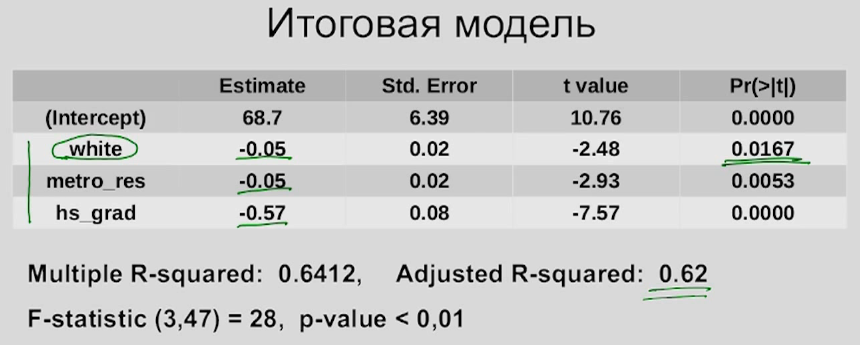 Итоговая модель
Estimate Std. Error t value Pr(>|t|)
(Intercept) 68.7 6.39 10.76 0.0000
white -0.05 0.02 -2.48 0.0167
metro_res -0.05 0.02 -2.93 0.0053
hs_grad -0.57 0.08 -7.57 0.0000
Multiple R-squared: 0.6412, Adjusted R-squared: 0.62
F-statistic (3,47) = 28, p-value < 0,01